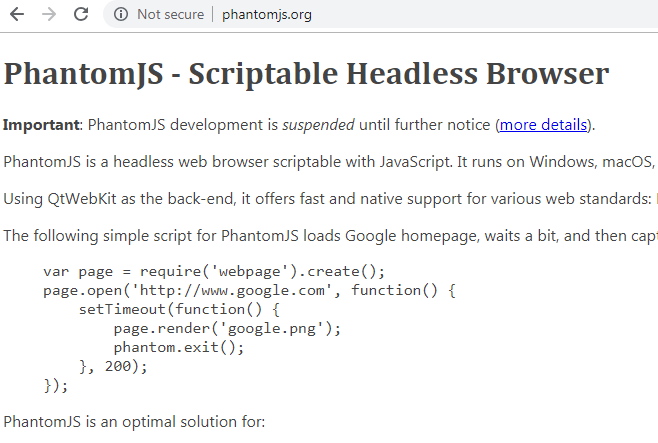 Not secure | phantomjs.org
PhantomJS - Scriptable Headless Browser
Important: PhantomJS development is suspended until further notice (more details).
PhantomJS is a headless web browser scriptable with JavaScript. It runs on Windows, macOS,
Using QtWebKit as the back-end, it offers fast and native support for various web standards:
The following simple script for PhantomJS loads Google homepage, waits a bit, and then
var page = require('webpage').create();
page.open('http://www.google.com', function() {
    setTimeout(function() {
        page.render('google.png');
        phantom.exit();
    }, 200);
});
PhantomJS is an optimal solution for: